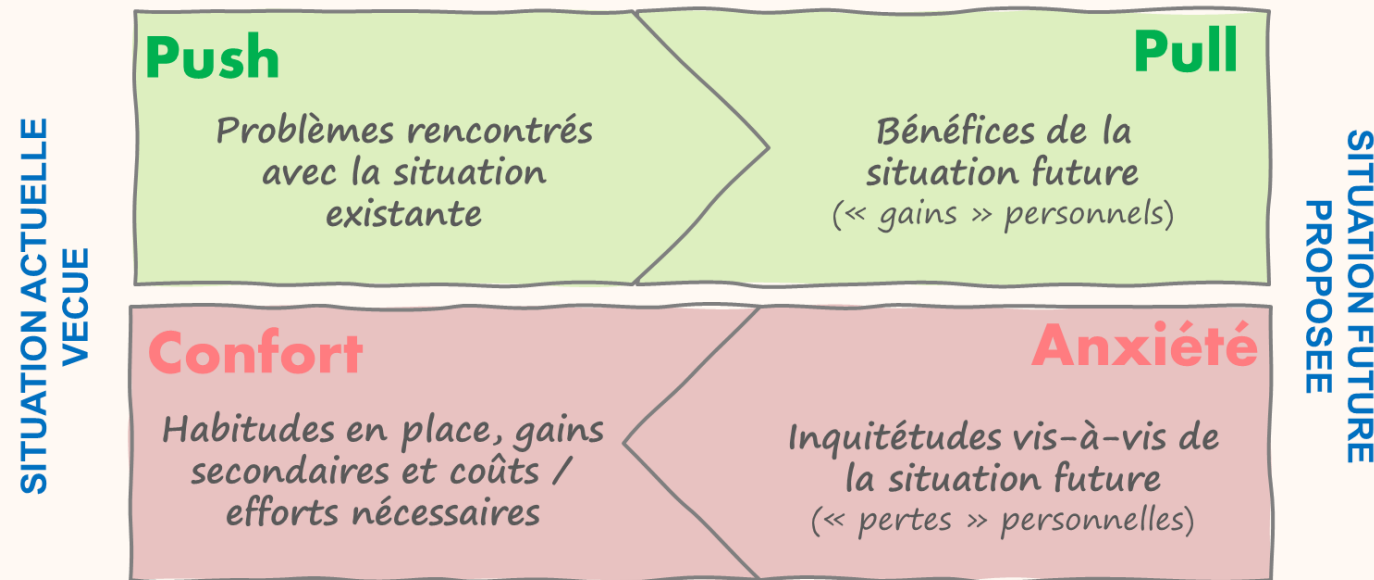 SITUATION ACTUELLE
VECUE
Push
Problèmes rencontrés
avec la situation
existante
Pull
Bénéfices de la
situation future
(« gains » personnels)
SITUATION FUTURE
PROPOSEE
Confort
Habitudes en place, gains
secondaires et coûts /
efforts nécessaires
Anxiété
Inquitétudes vis-à-vis de
la situation future
(« pertes » personnelles)